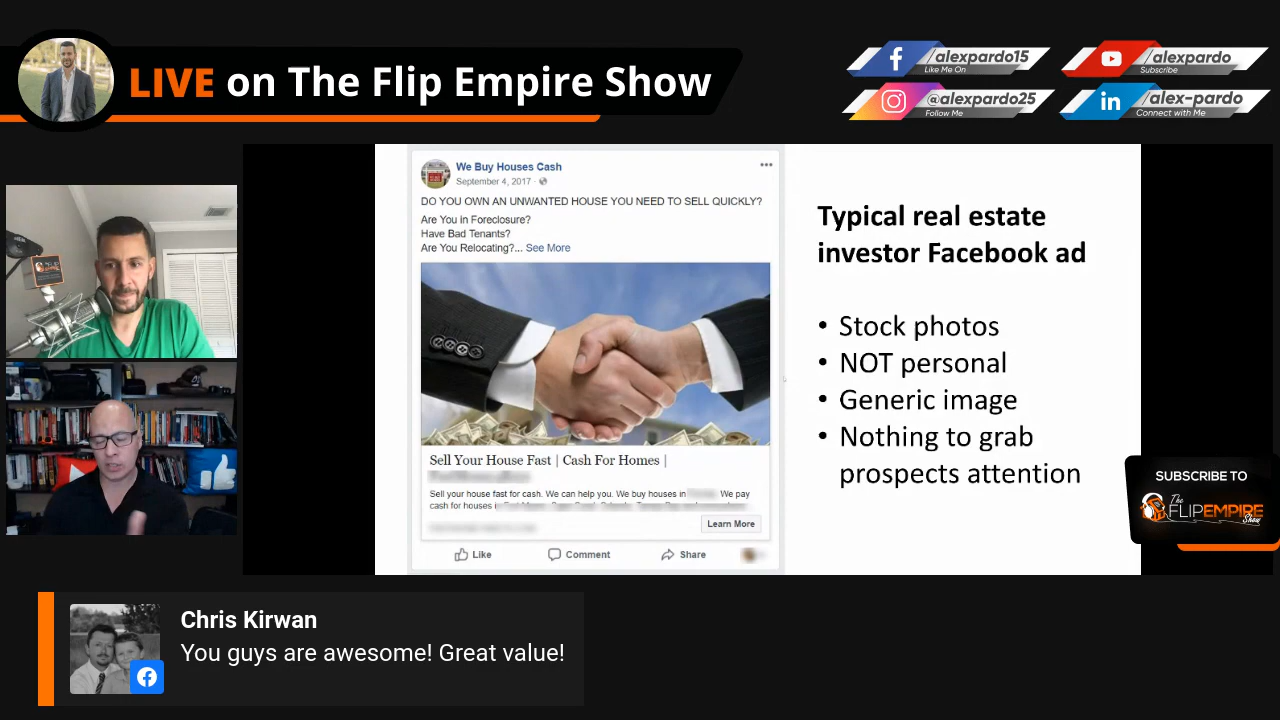 LIVE on The Flip Empire Show
/alexpardo15
Like Me On
/alexpardo
Subscribe
@alexpardo25
Follow Me
/alex-pardo
Connect with Me
We Buy Houses Cash
September 4, 2017 ·
DO YOU OWN AN UNWANTED HOUSE YOU NEED TO SELL QUICKLY?
Are You in Foreclosure?
Have Bad Tenants?
Are You Relocating?... See More
Sell Your House Fast | Cash For Homes |
Sell your house fast for cash. We can help you. We buy houses in We pay
cash for houses
Learn More
Like
Comment
Share
Typical real estate
investor Facebook ad
• Stock photos
• NOT personal
• Generic image
• Nothing to grab
prospects attention
SUBSCRIBE TO
The
FLIPEMPIRE
Show
Chris Kirwan
You guys are awesome! Great value!